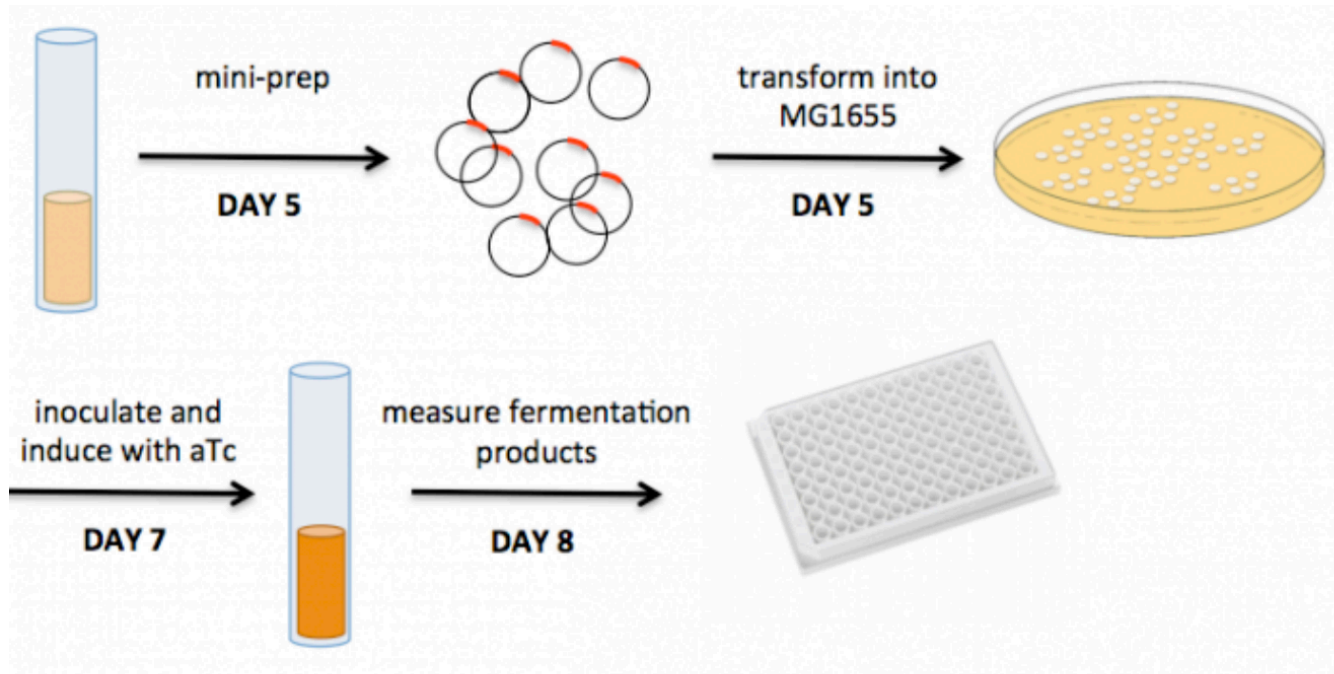 mini-prep
DAY 5
transform into
MG1655
DAY 5
inoculate and
induce with aTc
DAY 7
measure fermentation
products
DAY 8